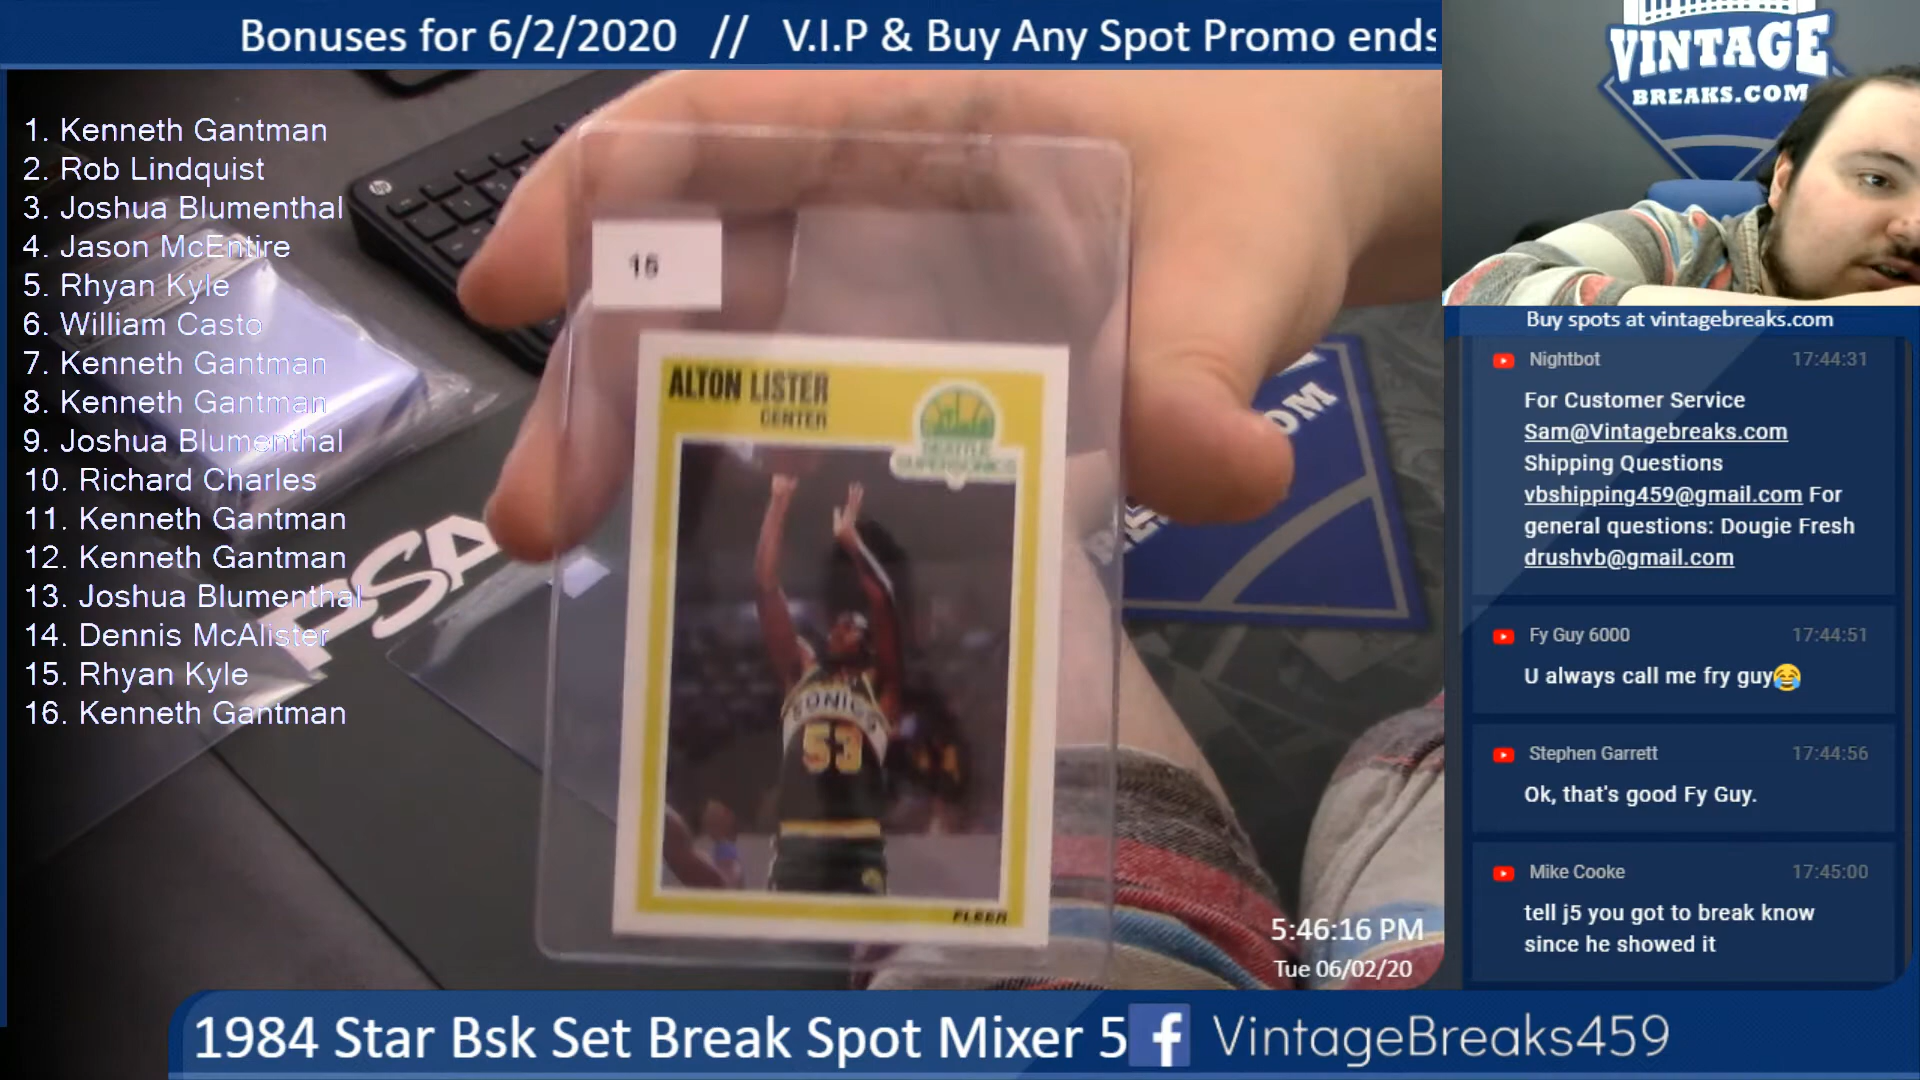 Bonuses for 6/2/2020 // V.I.P & Buy Any Spot Promo ends
VINTAGE
BREAKS.COM
1. Kenneth Gantman
2. Rob Lindquist
3. Joshua Blumenthal
4. Jason McEntire
5. Rhyan Kyle
6. William Casto
7. Kenneth Gantman
8. Kenneth Gantman
9. Joshua Blumenthal
10. Richard Charles
11. Kenneth Gantman
12. Kenneth Gantman
13. Joshua Blumenthal
14. Dennis McAlister
15. Rhyan Kyle
16. Kenneth Gantman
hp
PSA
ALTON LISTER
CENTER
SEATTLE
SUPERSONICS
SONICS
53
FLEER
.COM
5:46:16 PM
Tue 06/02/20
Buy spots at vintagebreaks.com
Nightbot 17:44:31
For Customer Service
Sam@Vintagebreaks.com
Shipping Questions
vbshipping459@gmail.com For
general questions: Dougie Fresh
drushvb@gmail.com
Fy Guy 6000 17:44:51
U always call me fry guy😂
Stephen Garrett 17:44:56
Ok, that's good Fy Guy.
Mike Cooke 17:45:00
tell j5 you got to break know
since he showed it
1984 Star Bsk Set Break Spot Mixer 5
f VintageBreaks459